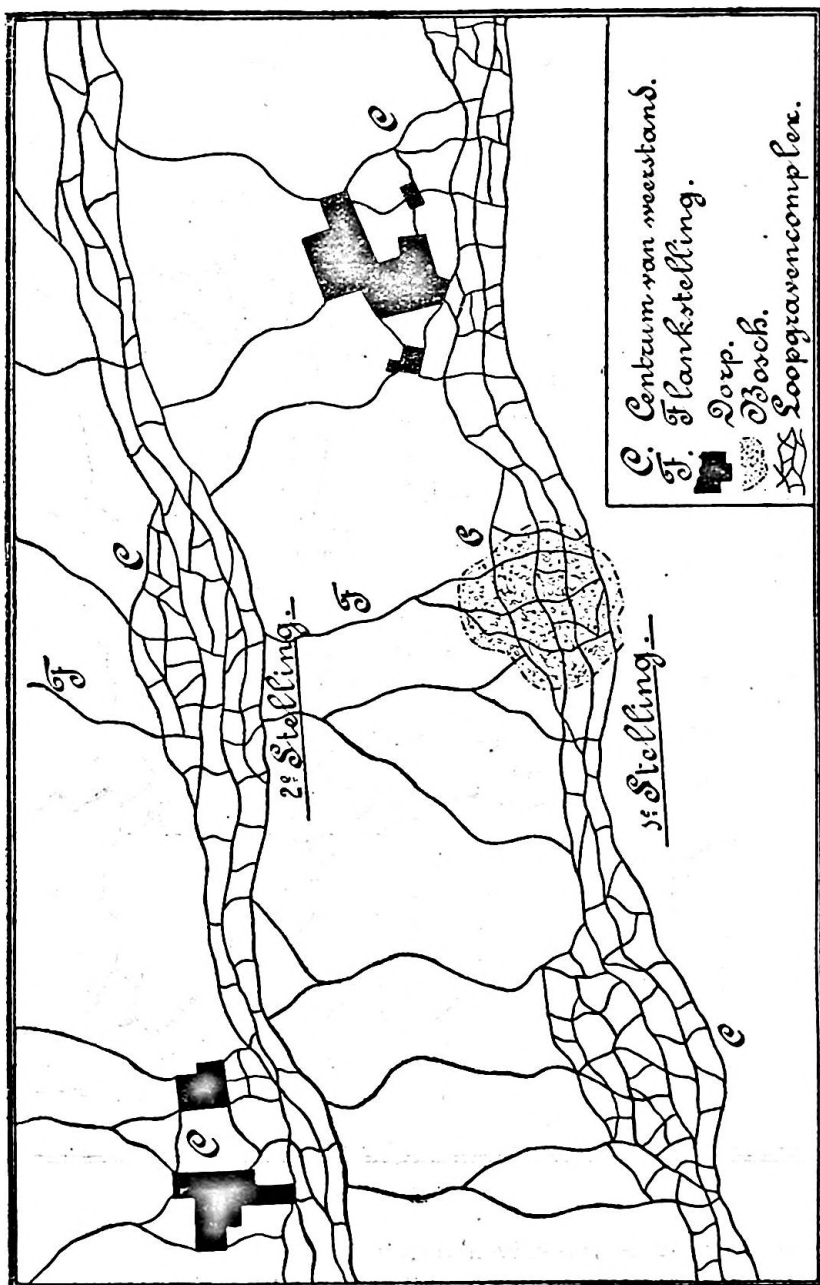 F
C
C
2e Stelling.
F
C
C
1e Stelling.
C
C. Centrum van weerstand.
F. Flankstelling.
Dorp.
Bosch.
Loopgravencomplex.